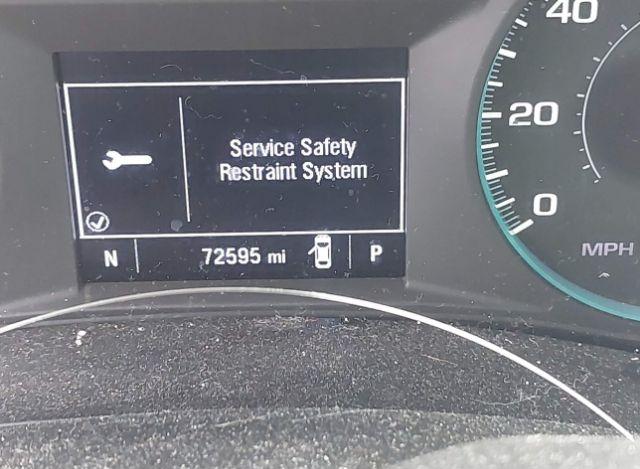 40
20
0
MPH
Service Safety
Restraint System
N 72595 mi P